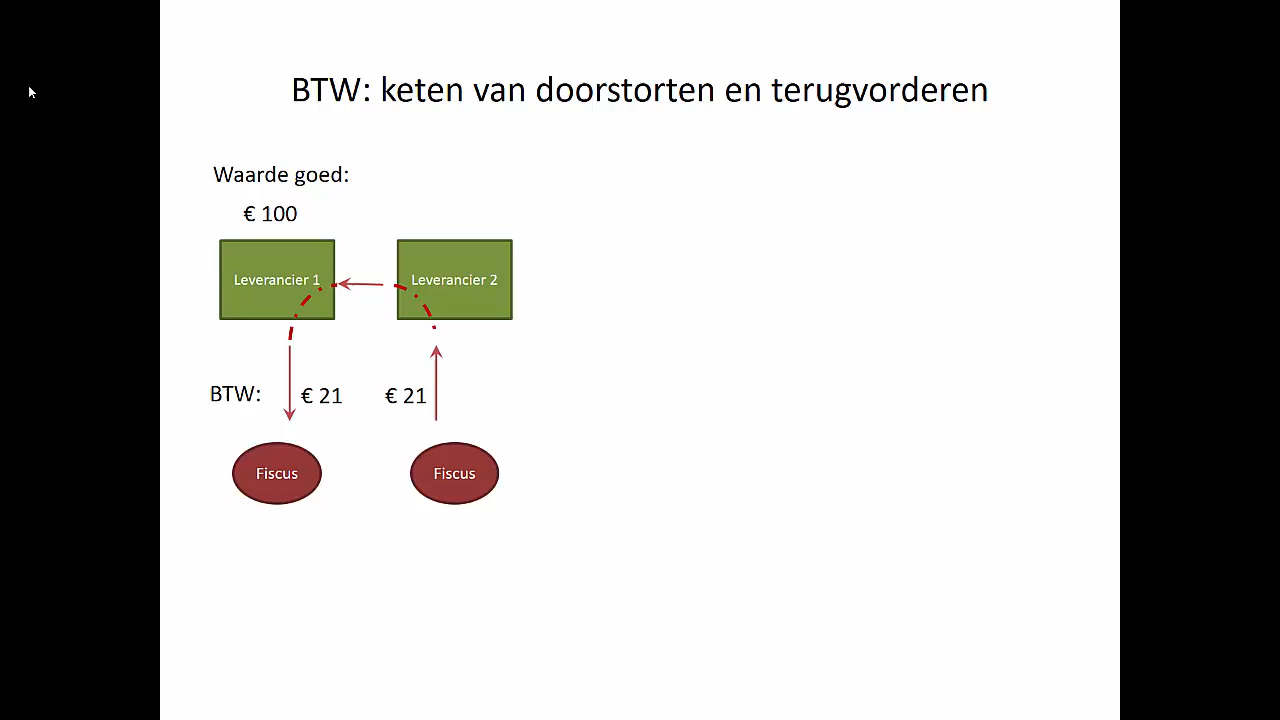 BTW: keten van doorstorten en terugvorderen
Waarde goed:
€ 100
Leverancier 1
Leverancier 2
BTW:
€ 21
€ 21
Fiscus
Fiscus